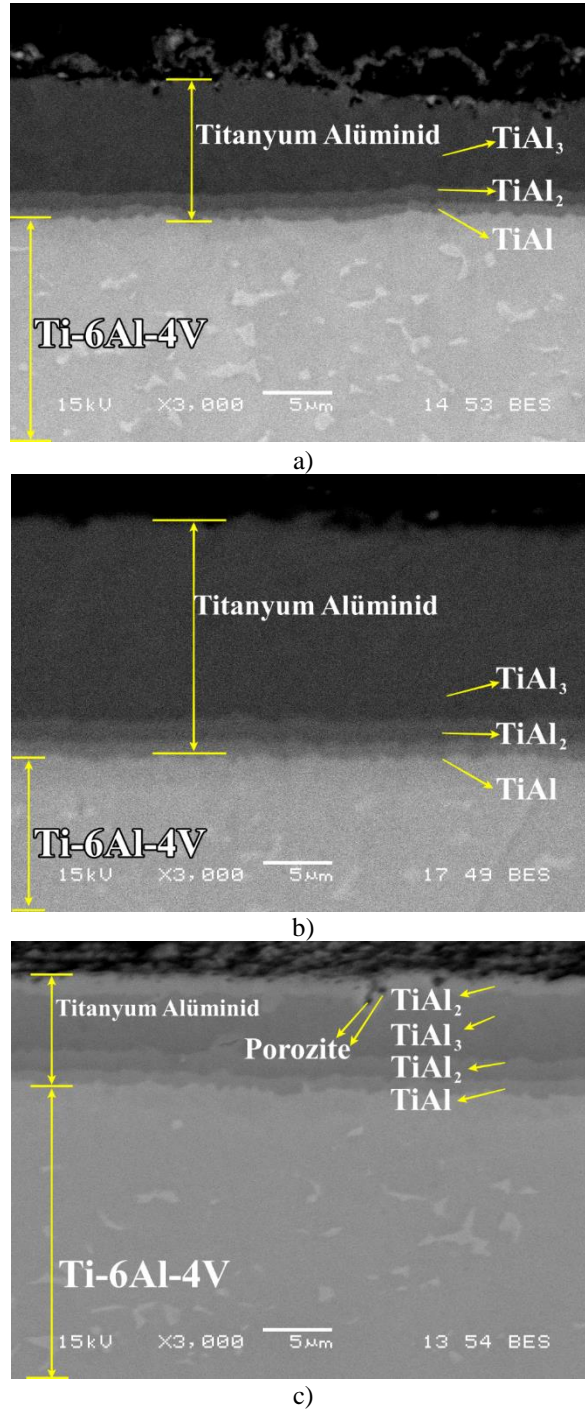 Titanyum Alüminid
TiAl3
TiAl2
TiAl
Ti-6Al-4V
15kV X3,000 5µm 14 53 BES
a)
Titanyum Alüminid
TiAl3
TiAl2
TiAl
Ti-6Al-4V
15kV X3,000 5µm 17 49 BES
b)
Titanyum Alüminid
TiAl2
TiAl3
Porozite
TiAl2
TiAl
Ti-6Al-4V
15kV X3,000 5µm 13 54 BES
c)